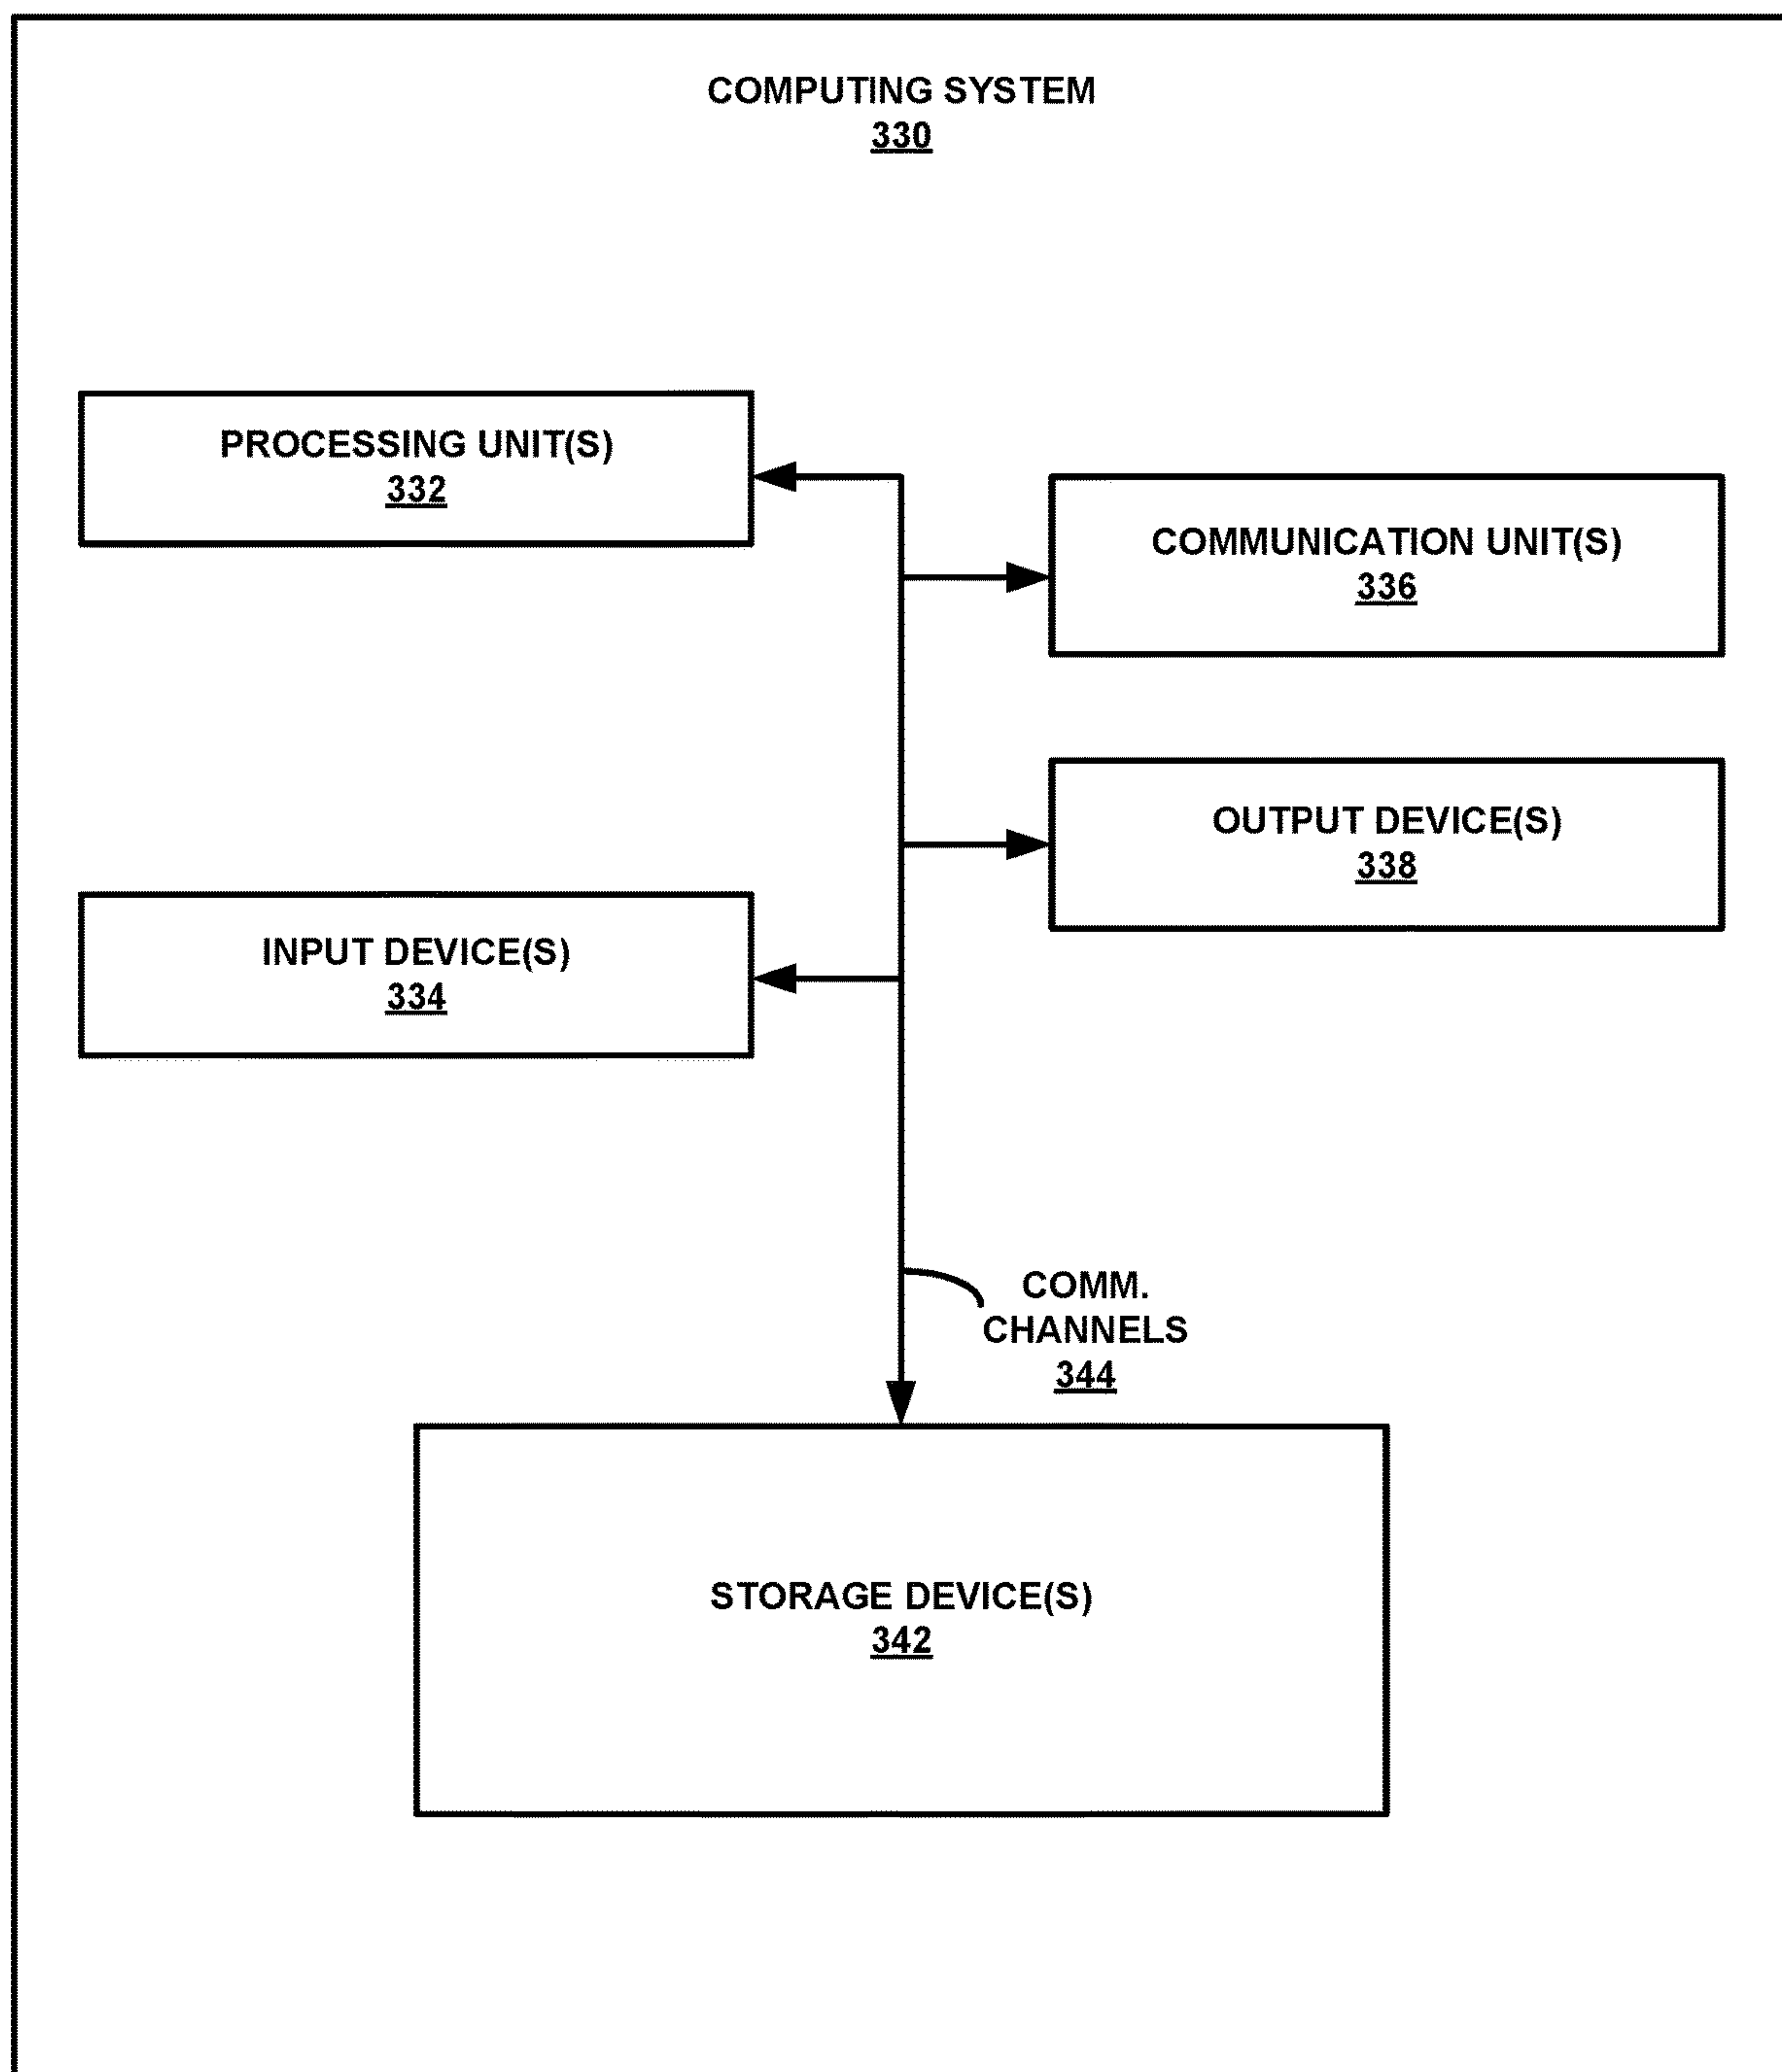 COMPUTING SYSTEM
330
PROCESSING UNIT(S)
332
COMMUNICATION UNIT(S)
336
OUTPUT DEVICE(S)
338
INPUT DEVICE(S)
334
COMM.
CHANNELS
344
STORAGE DEVICE(S)
342